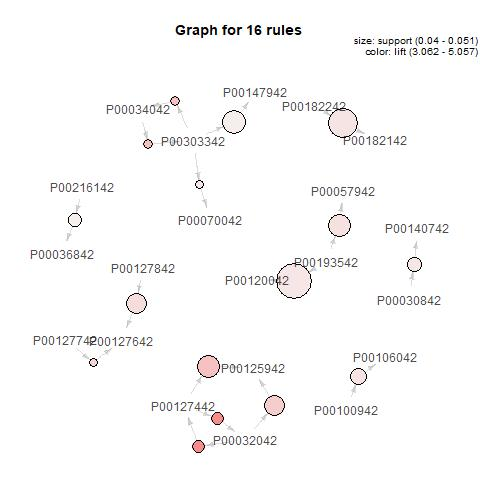 Graph for 16 rules
size: support (0.04 - 0.051)
color: lift (3.062 - 5.057)
P00147942
P00034042
P00182242
P00303342
P00182142
P00216142
P00057942
P00070042
P00140742
P00036842
P00193542
P00127842
P00120042
P00030842
P00127742
P00127642
P00106042
P00125942
P00127442
P00100942
P00032042